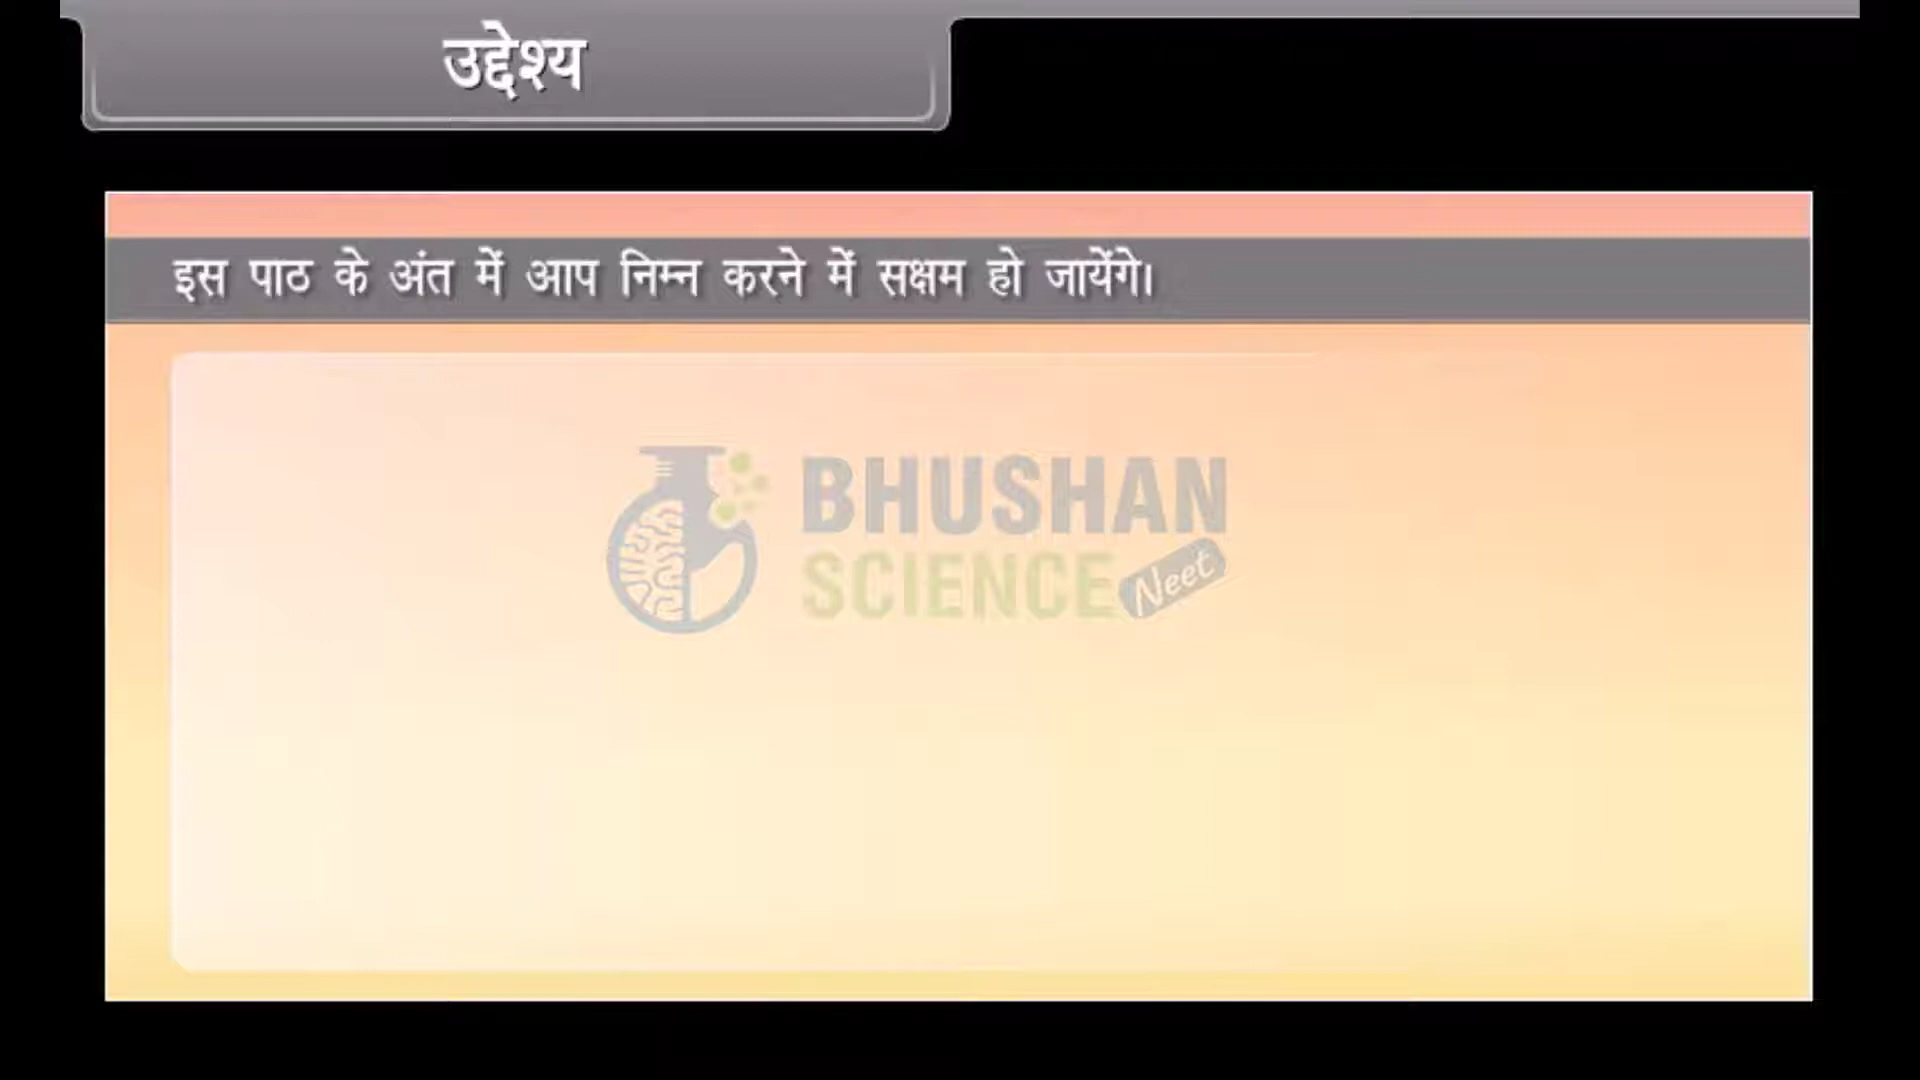 उद्देश्य
इस पाठ के अंत में आप निम्न करने में सक्षम हो जायेंगे।
BHUSHAN
SCIENCE Neet